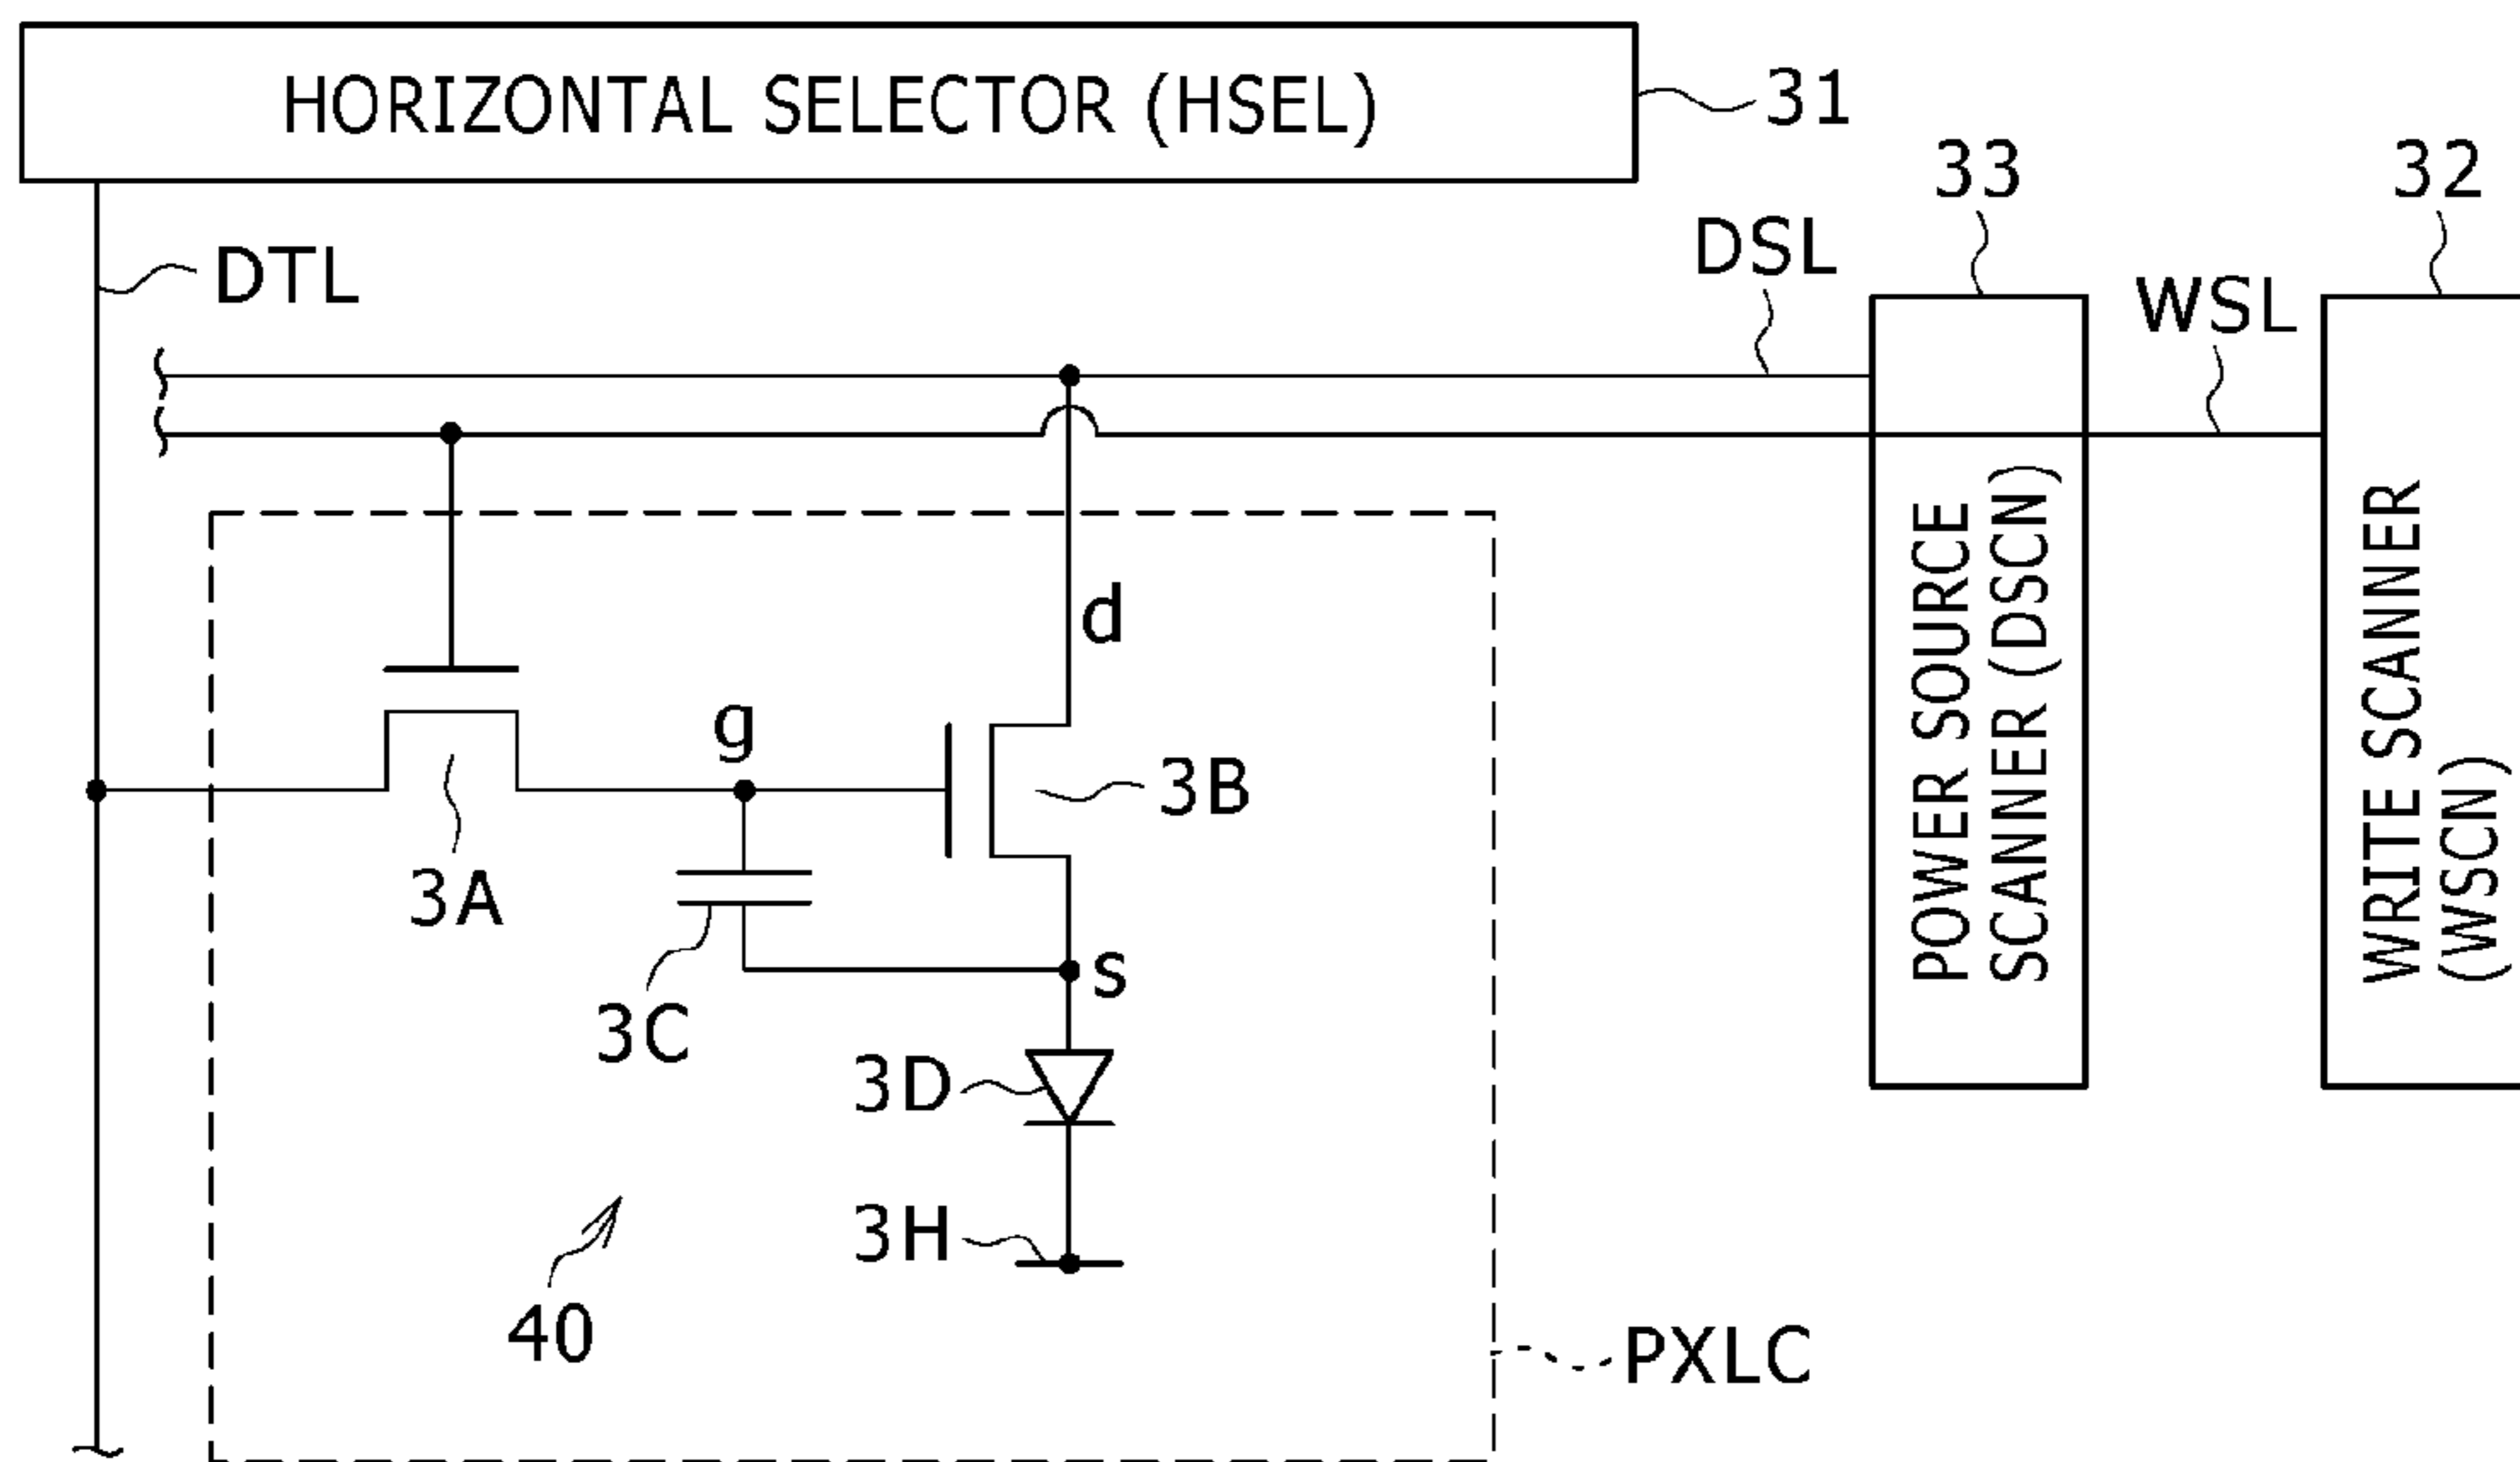 HORIZONTAL SELECTOR (HSEL)
31
33
32
DTL
DSL
WSL
d
g
3B
3A
s
3C
3D
3H
40
PXLC
POWER SOURCE
SCANNER (DSCN)
WRITE SCANNER
(WSCN)